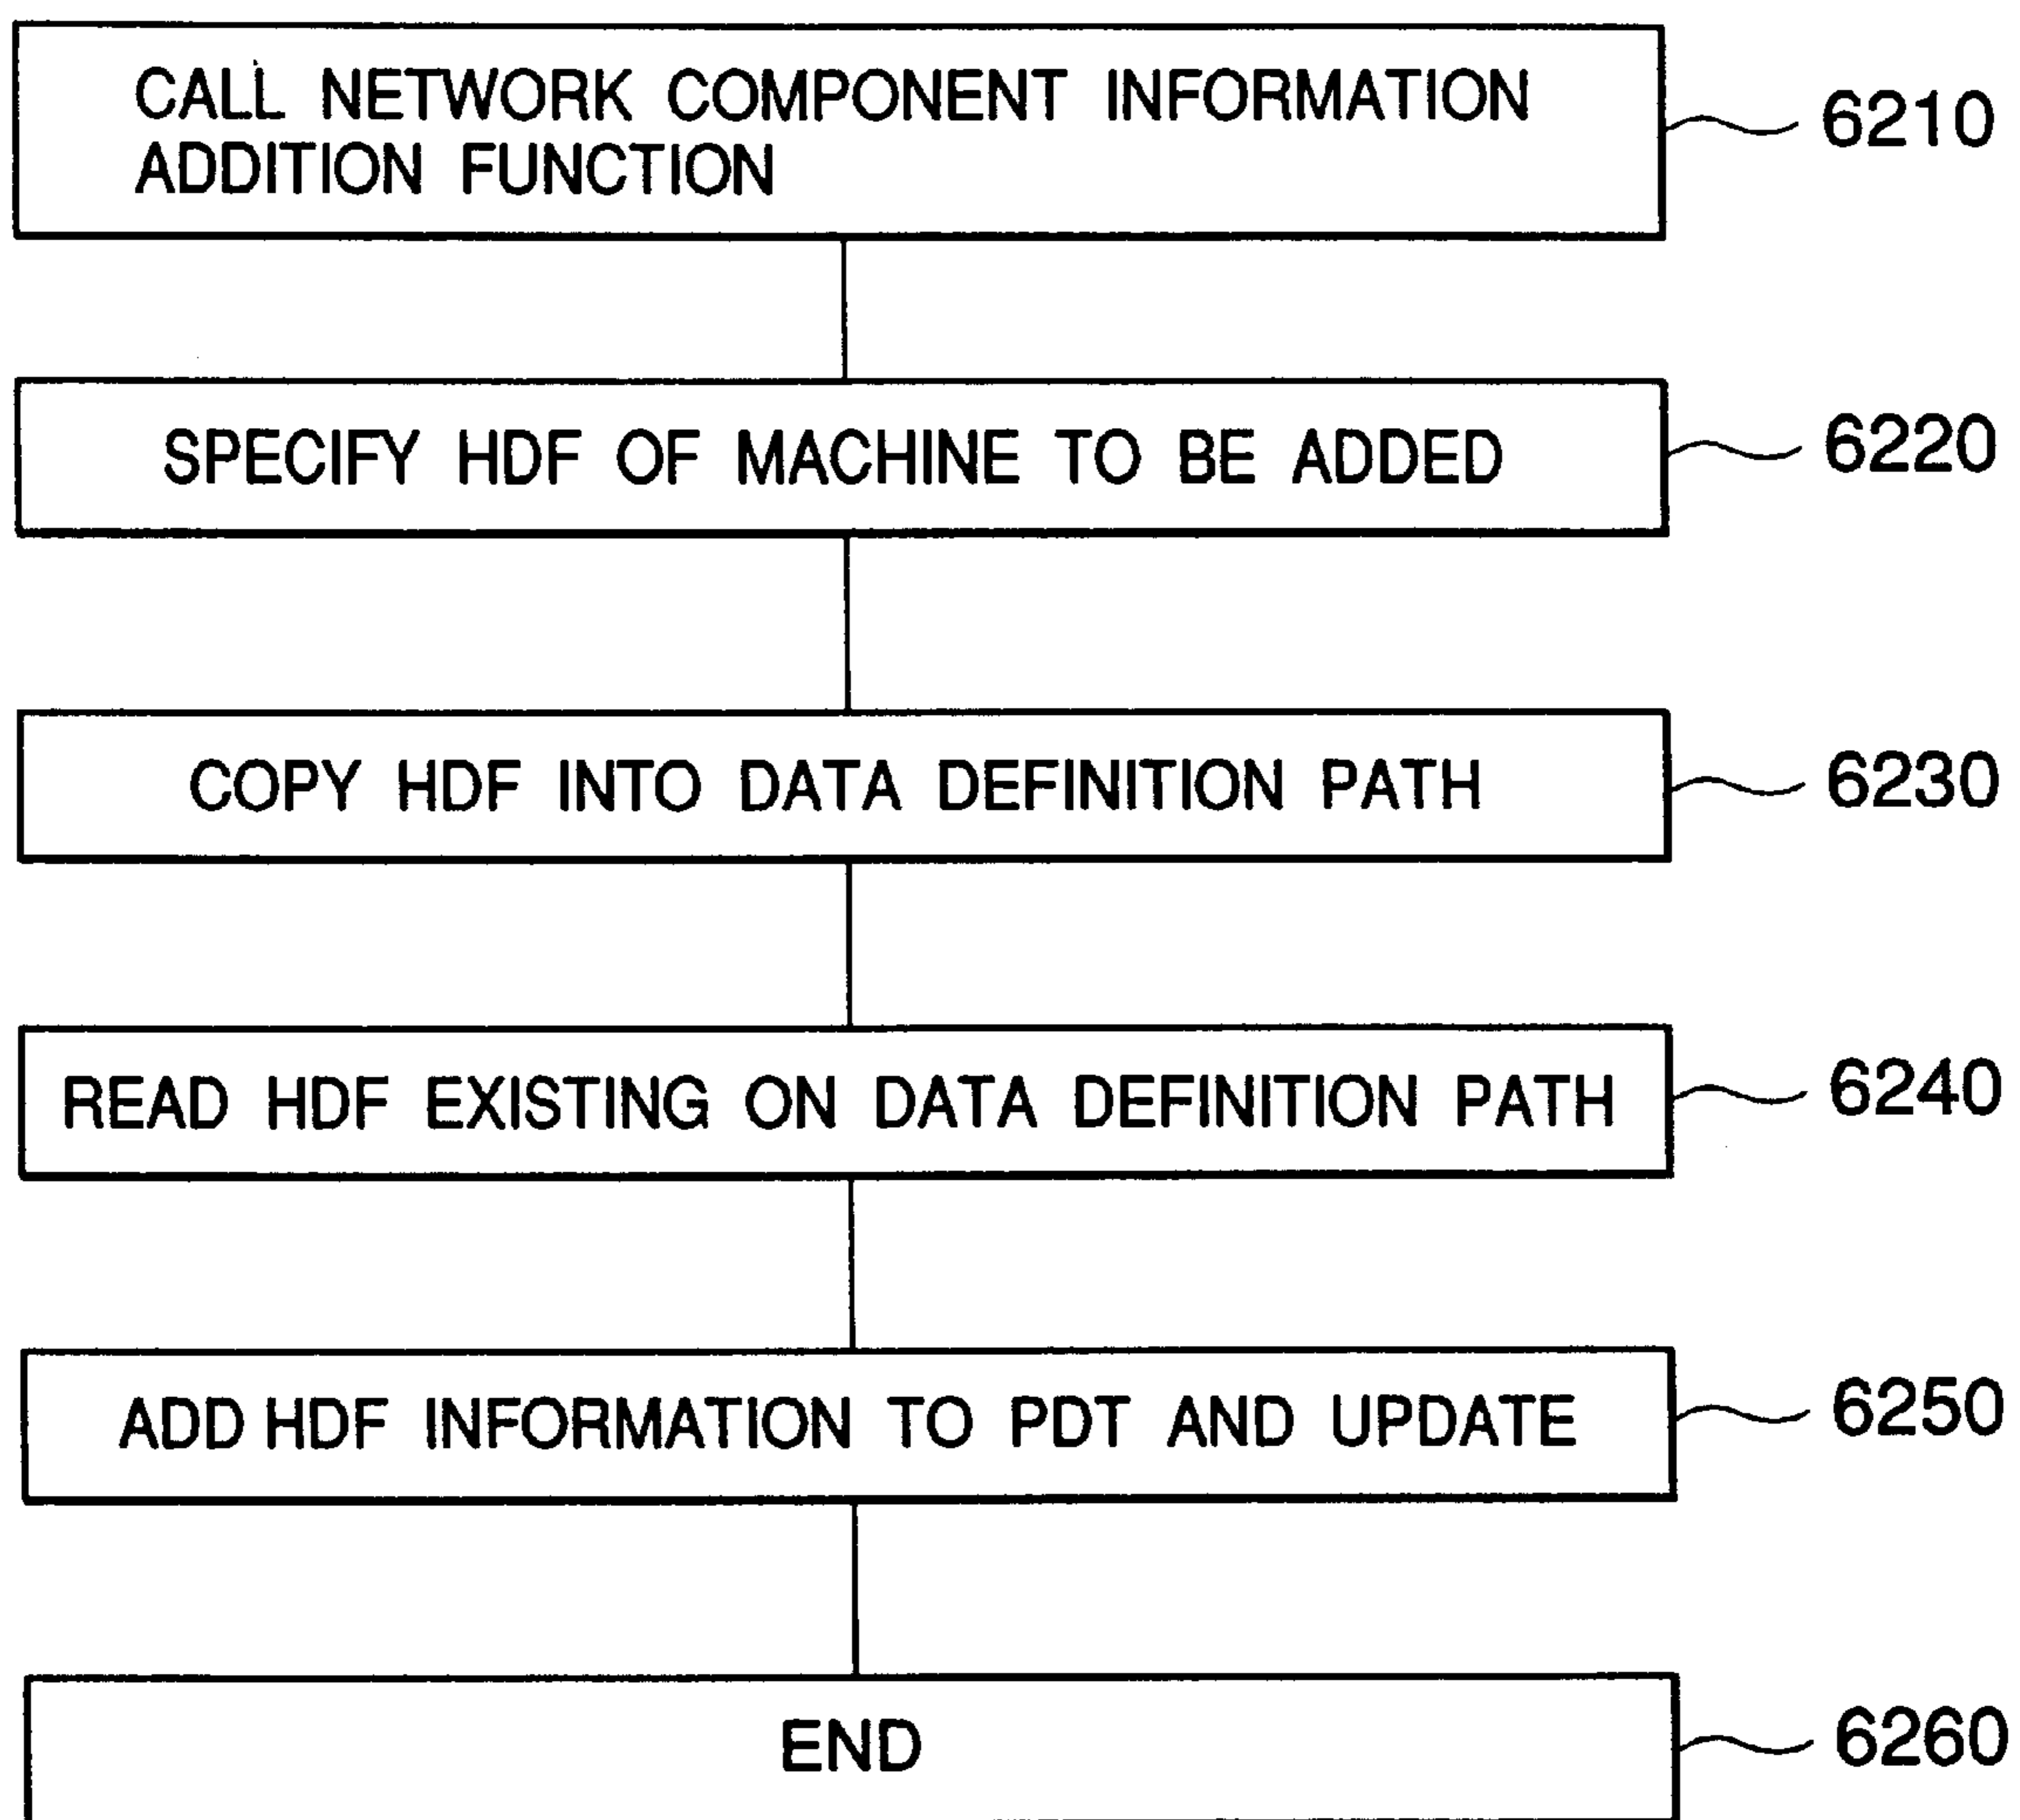 CALL NETWORK COMPONENT INFORMATION
ADDITION FUNCTION
6210
SPECIFY HDF OF MACHINE TO BE ADDED
6220
COPY HDF INTO DATA DEFINITION PATH
6230
READ HDF EXISTING ON DATA DEFINITION PATH
6240
ADD HDF INFORMATION TO PDT AND UPDATE
6250
END
6260